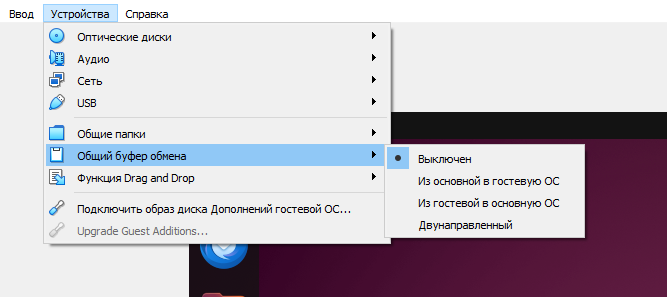 Ввод Устройства Справка
Оптические диски
Аудио
Сеть
USB
Общие папки
Общий буфер обмена
Функция Drag and Drop
Подключить образ диска Дополнений гостевой ОС...
Upgrade Guest Additions...
Выключен
Из основной в гостевую ОС
Из гостевой в основную ОС
Двунаправленный